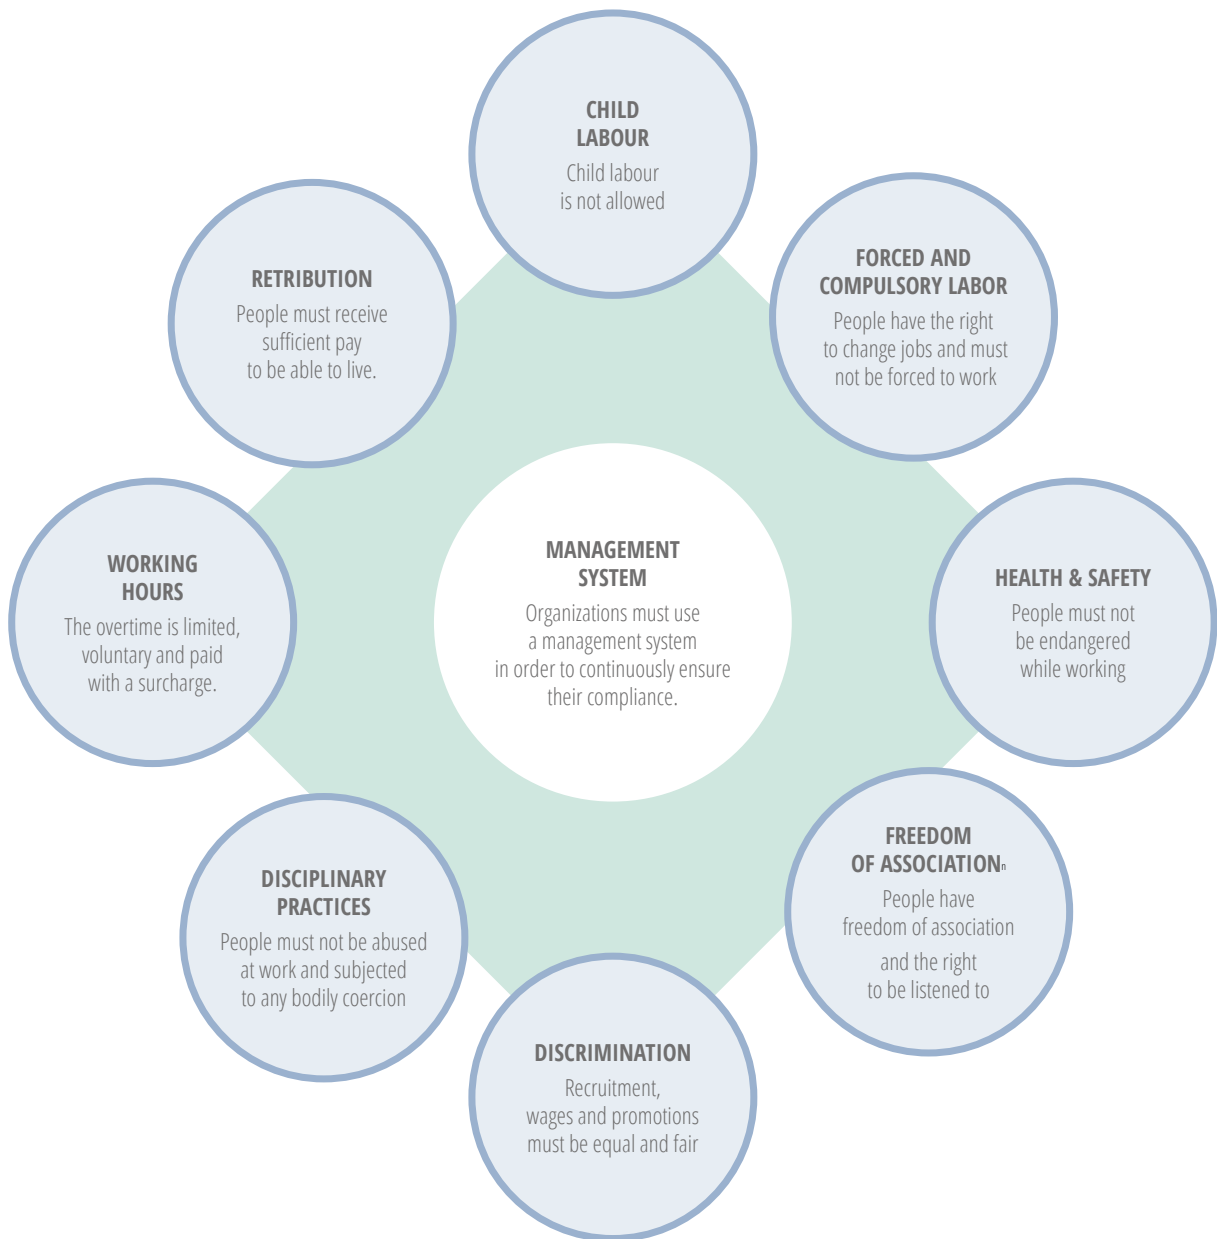 CHILD
LABOUR
Child labour
is not allowed
FORCED AND
COMPULSORY LABOR
People have the right
to change jobs and must
not be forced to work
HEALTH & SAFETY
People must not
be endangered
while working
FREEDOM
OF ASSOCIATIONn
People have
freedom of association
and the right
to be listened to
DISCRIMINATION
Recruitment,
wages and promotions
must be equal and fair
DISCIPLINARY
PRACTICES
People must not be abused
at work and subjected
to any bodily coercion
WORKING
HOURS
The overtime is limited,
voluntary and paid
with a surcharge.
RETRIBUTION
People must receive
sufficient pay
to be able to live.
MANAGEMENT
SYSTEM
Organizations must use
a management system
in order to continuously ensure
their compliance.